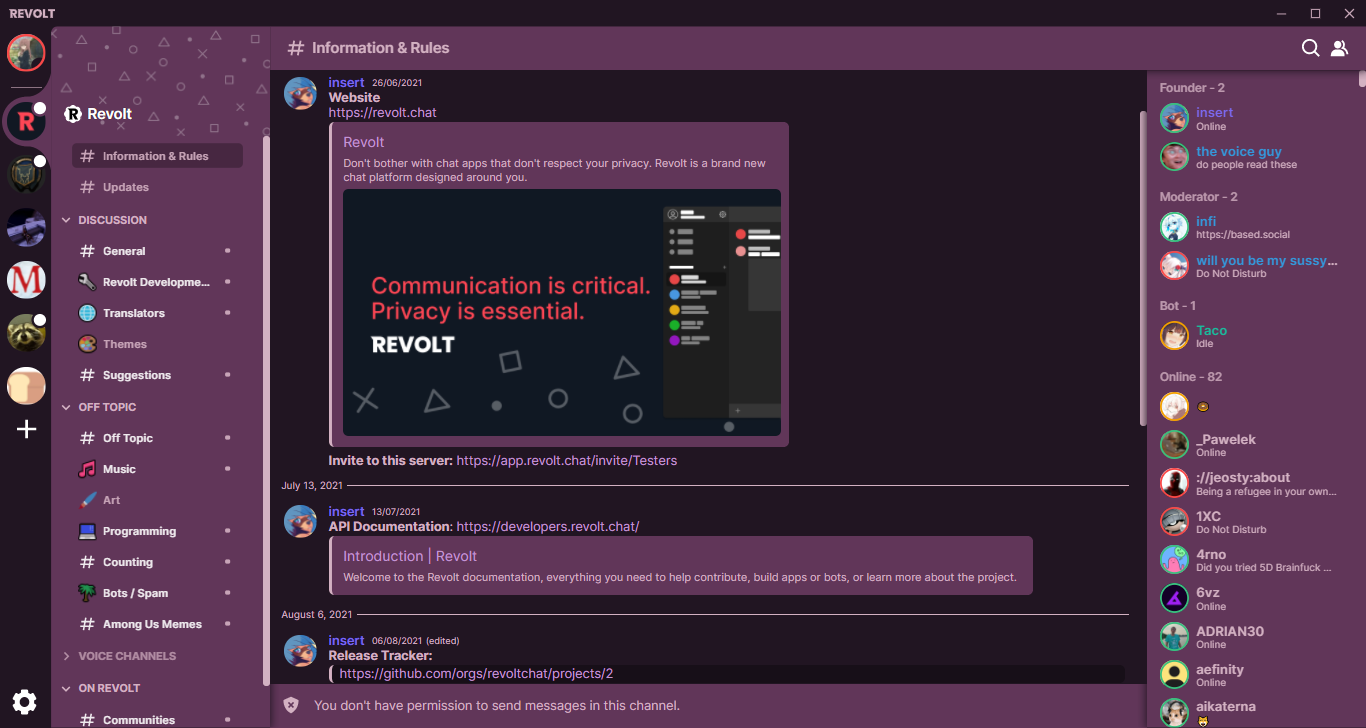 REVOLT
Revolt
Information & Rules
Updates
DISCUSSION
General
Revolt Developme...
Translators
Themes
Suggestions
OFF TOPIC
Off Topic
Music
Art
Programming
Counting
Bots / Spam
Among Us Memes
VOICE CHANNELS
ON REVOLT
Communities
Information & Rules
insert 26/06/2021
Website
https://revolt.chat
Revolt
Don't bother with chat apps that don't respect your privacy. Revolt is a brand new
chat platform designed around you.
Communication is critical.
Privacy is essential.
REVOLT
Invite to this server: https://app.revolt.chat/invite/Testers
July 13, 2021
insert 13/07/2021
API Documentation: https://developers.revolt.chat/
Introduction | Revolt
Welcome to the Revolt documentation, everything you need to help contribute, build apps or bots, or learn more about the project.
August 6, 2021
insert 06/08/2021 (edited)
Release Tracker:
https://github.com/orgs/revoltchat/projects/2
You don't have permission to send messages in this channel.
Founder - 2
insert
Online
the voice guy
do people read these
Moderator - 2
infi
https://based.social
will you be my sussy...
Do Not Disturb
Bot - 1
Taco
Idle
Online - 82
_Pawelek
Online
://jeosty:about
Being a refugee in your own...
1XC
Do Not Disturb
4rno
Did you tried 5D Brainfuck ...
6vz
Online
ADRIAN30
Online
aefinity
Online
aikaterna